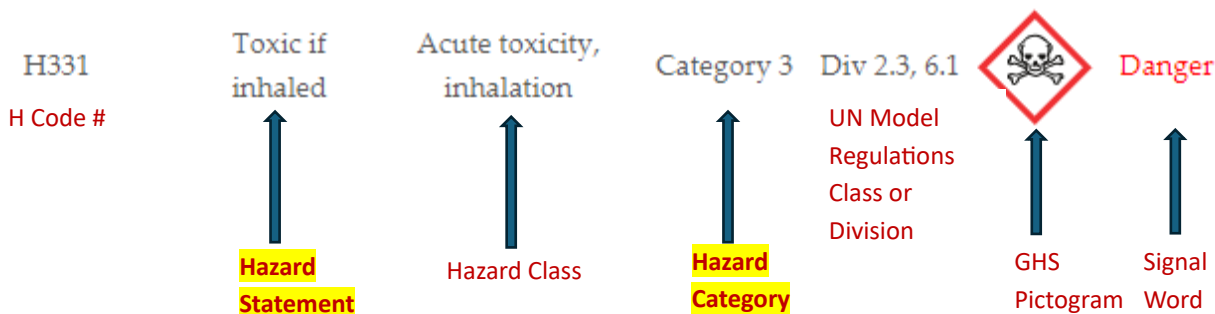 H331
Toxic if
inhaled
Acute toxicity,
inhalation
Category 3
Div 2.3, 6.1
Danger
H Code #
UN Model
Regulations
Class or
Division
Hazard
Statement
Hazard Class
Hazard
Category
GHS
Pictogram
Signal
Word